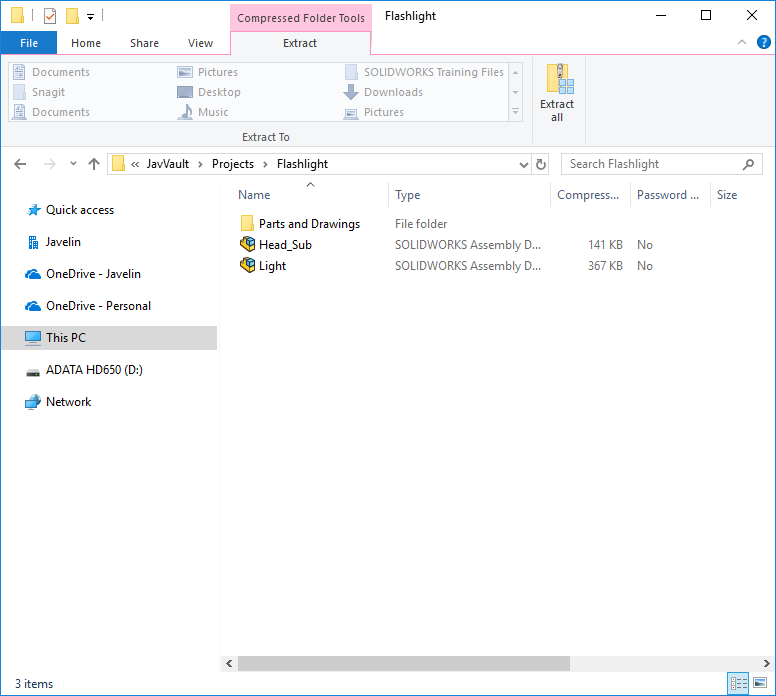 Compressed Folder Tools Flashlight
File Home Share View Extract
Documents Pictures SOLIDWORKS Training Files
Snagit Desktop Downloads
Documents Music Pictures
Extract all
Extract To
« JavVault > Projects > Flashlight Search Flashlight
Name Type Compress... Password ... Size
Quick access
Javelin
OneDrive - Javelin
OneDrive - Personal
This PC
ADATA HD650 (D:)
Network
Parts and Drawings File folder
Head_Sub SOLIDWORKS Assembly D... 141 KB No
Light SOLIDWORKS Assembly D... 367 KB No
3 items